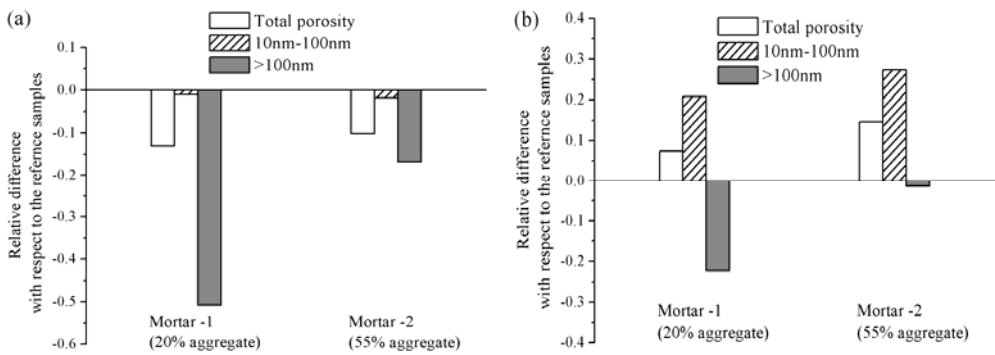 (a)
Total porosity
10nm-100nm
>100nm
0.1
0.0
-0.1
-0.2
-0.3
-0.4
-0.5
-0.6
Relative difference
with respect to the refernce samples
Mortar -1
(20% aggregate)
Mortar -2
(55% aggregate)
(b)
Total porosity
10nm-100nm
>100nm
0.4
0.3
0.2
0.1
0.0
-0.1
-0.2
-0.3
-0.4
Relative difference
with respect to the refernce samples
Mortar -1
(20% aggregate)
Mortar -2
(55% aggregate)